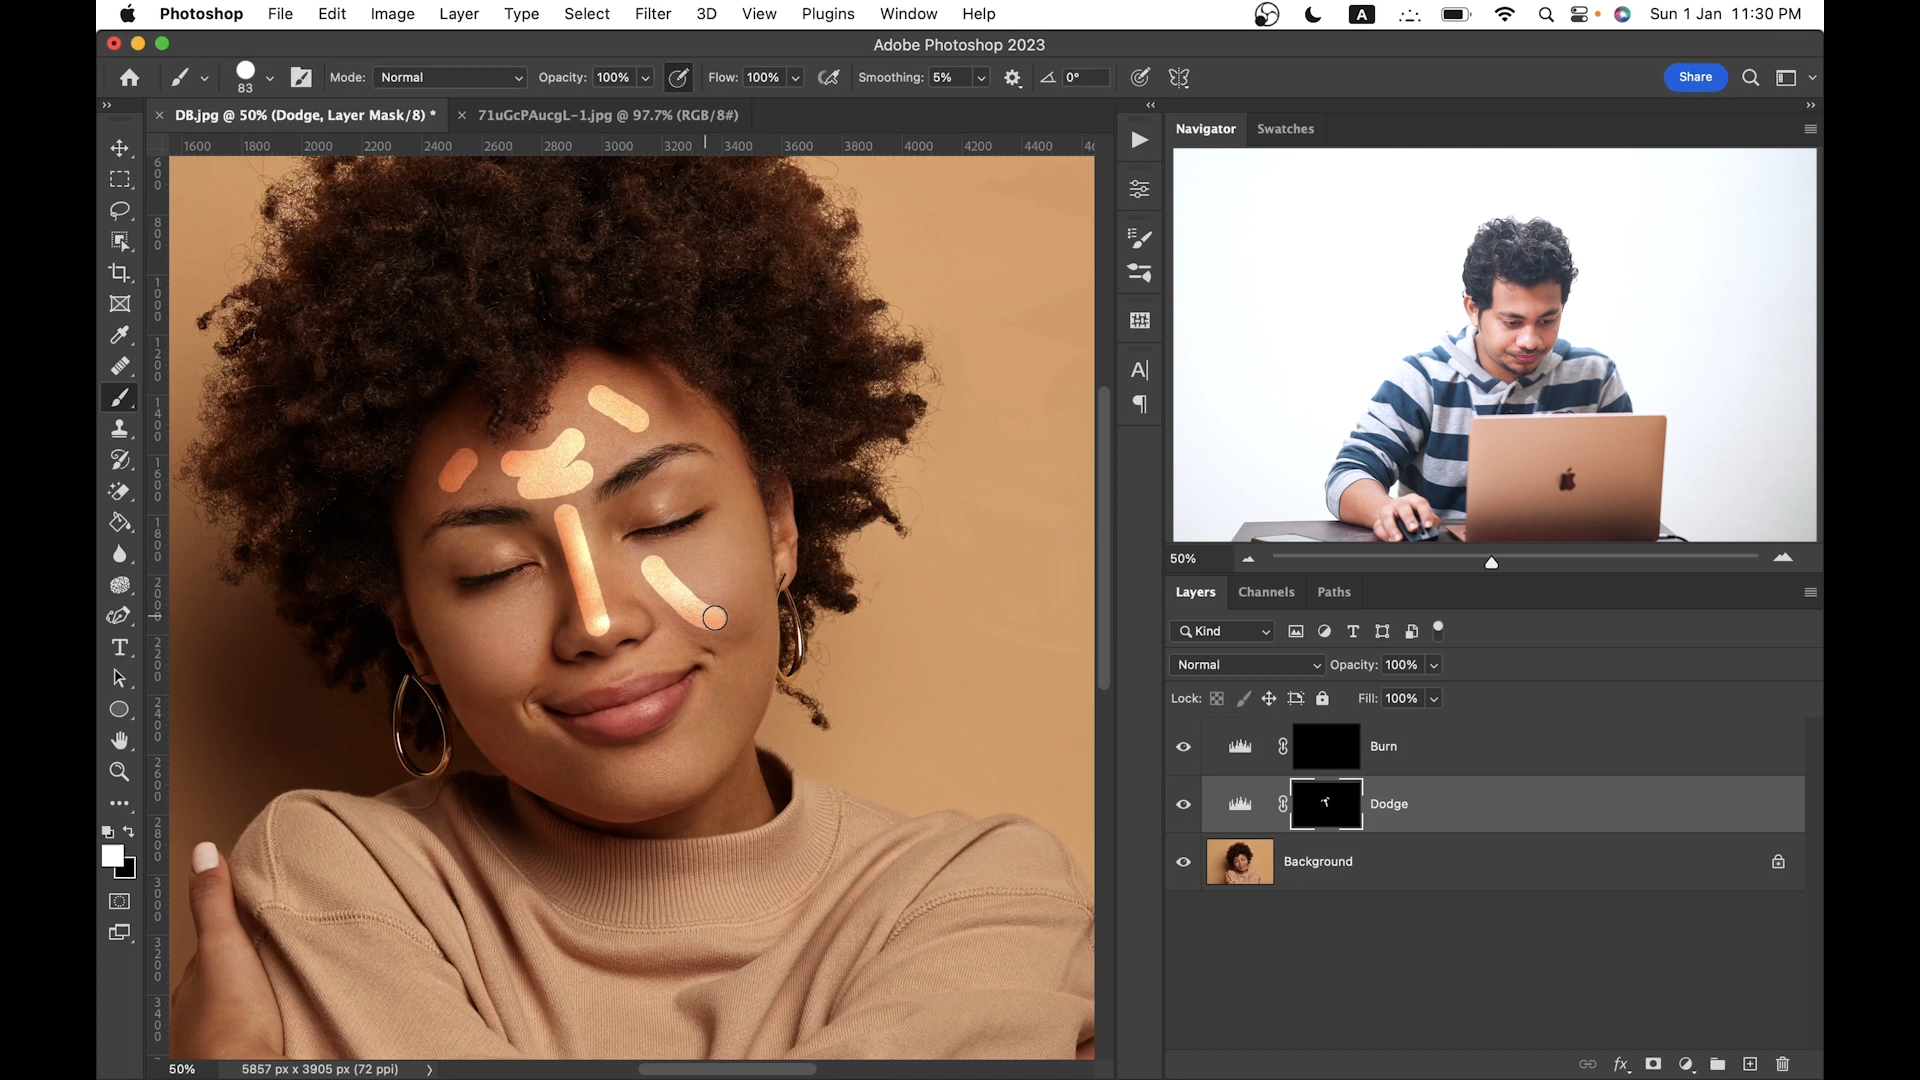 Photoshop File Edit Image Layer Type Select Filter 3D View Plugins Window Help A Sun 1 Jan 11:30 PM
Adobe Photoshop 2023
83 Mode: Normal Opacity: 100% Flow: 100% Smoothing: 5% 0° Share
DB.jpg @ 50% (Dodge, Layer Mask/8) * 71uGcPAucgL-1.jpg @ 97.7% (RGB/8#)
Navigator Swatches
1600 1800 2000 2200 2400 2600 2800 3000 3200 3400 3600 3800 4000 4200 4400
600
800
1000
1200
1400
1600
1800
2000
2200
2400
2600
2800
3000
3200
3400
50%
Layers Channels Paths
Kind
Normal Opacity: 100%
Lock: Fill: 100%
Burn
Dodge
Background
50% 5857 px x 3905 px (72 ppi)
fx